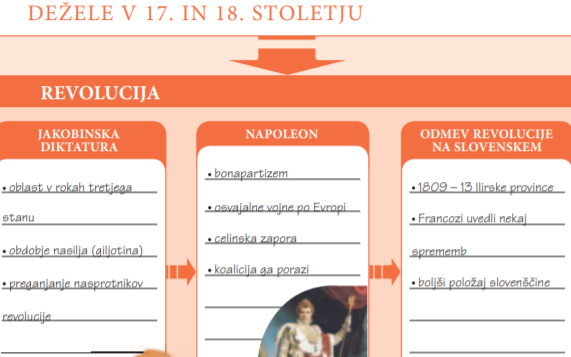 DEŽELE V 17. IN 18. STOLETJU
REVOLUCIJA
JAKOBINSKA
DIKTATURA
• oblast v rokah tretjega
stanu
• obdobje nasilja (giljotina)
• preganjanje nasprotnikov
revolucije
NAPOLEON
• bonapartizem
• osvajalne vojne po Evropi
• celinska zapora
• koalicija ga porazi
ODMEV REVOLUCIJE
NA SLOVENSKEM
• 1809 – 13 Ilirske province
• Francozi uvedli nekaj
sprememb
• boljši položaj slovenščine